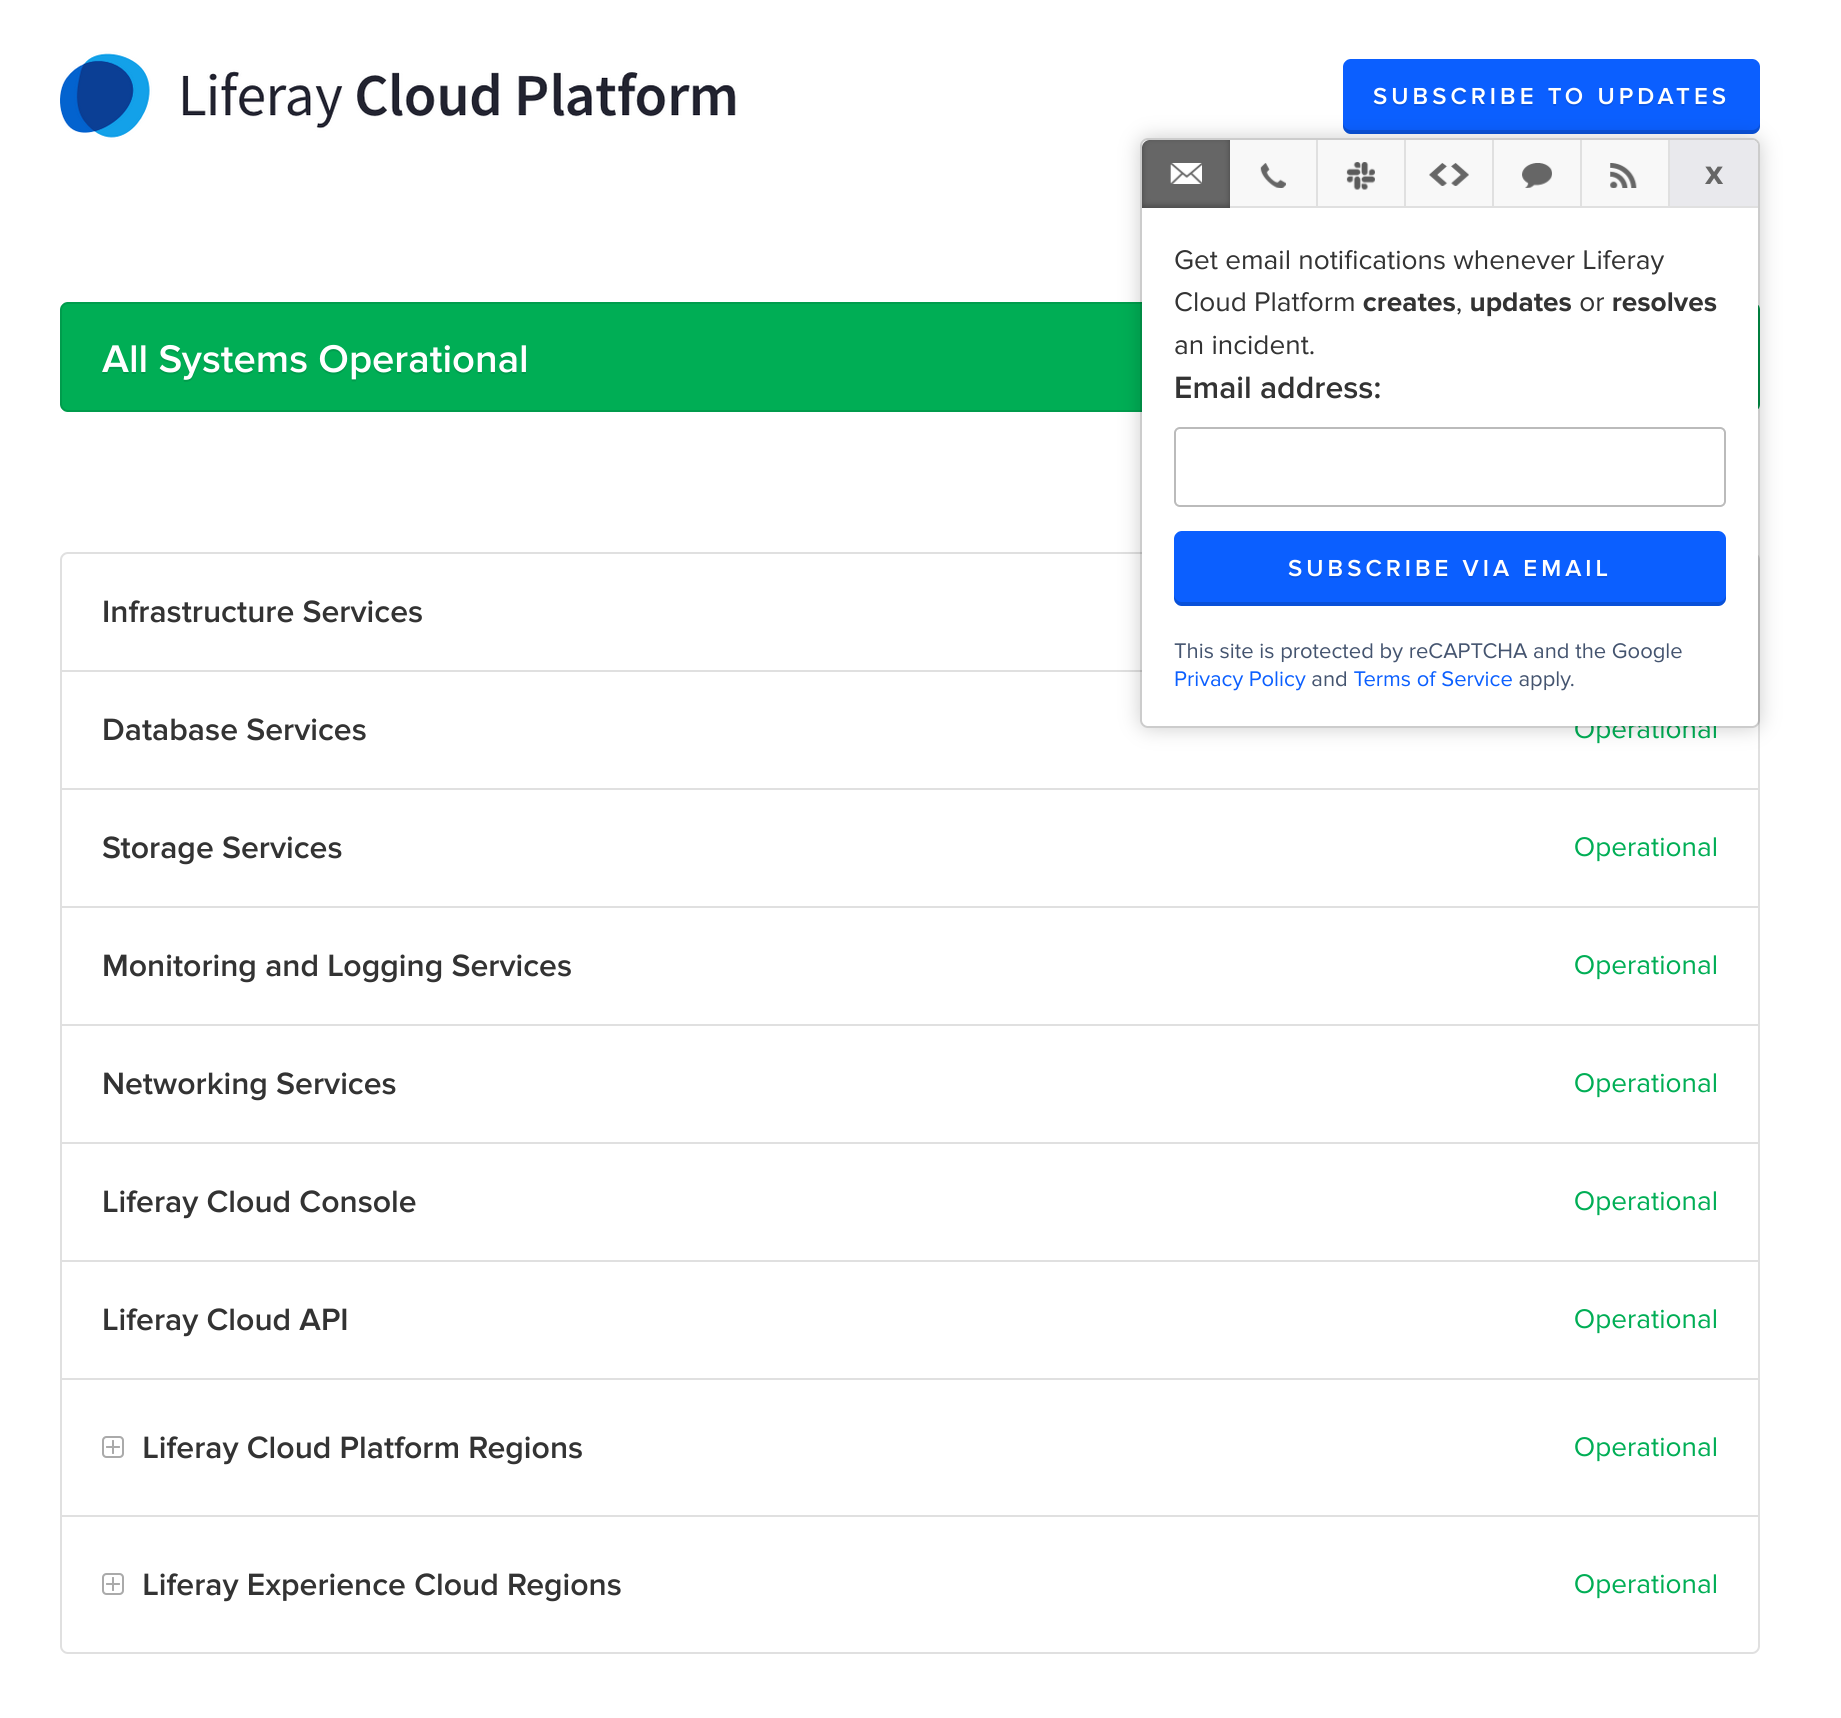 Liferay Cloud Platform
SUBSCRIBE TO UPDATES
X
Get email notifications whenever Liferay
Cloud Platform creates, updates or resolves
an incident.
Email address:
SUBSCRIBE VIA EMAIL
This site is protected by reCAPTCHA and the Google
Privacy Policy and Terms of Service apply.
All Systems Operational
Infrastructure Services
Database Services
Operational
Storage Services
Operational
Monitoring and Logging Services
Operational
Networking Services
Operational
Liferay Cloud Console
Operational
Liferay Cloud API
Operational
Liferay Cloud Platform Regions
Operational
Liferay Experience Cloud Regions
Operational